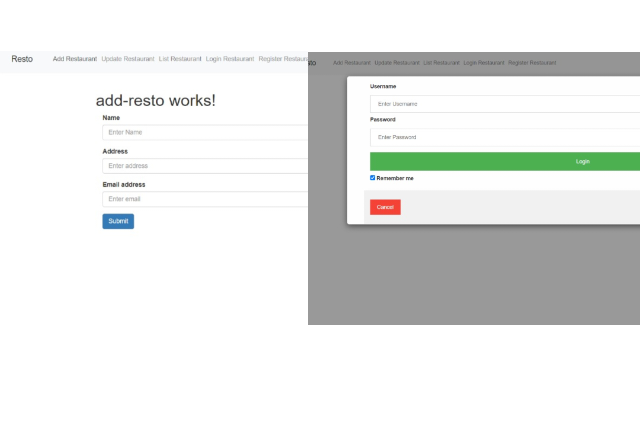 Resto Add Restaurant Update Restaurant List Restaurant Login Restaurant Register Restaura
add-resto works!
Name
Enter Name
Address
Enter address
Email address
Enter email
Submit
sto Add Restaurant Update Restaurant List Restaurant Login Restaurant Register Restaurant
Username
Enter Username
Password
Enter Password
Login
Remember me
Cancel